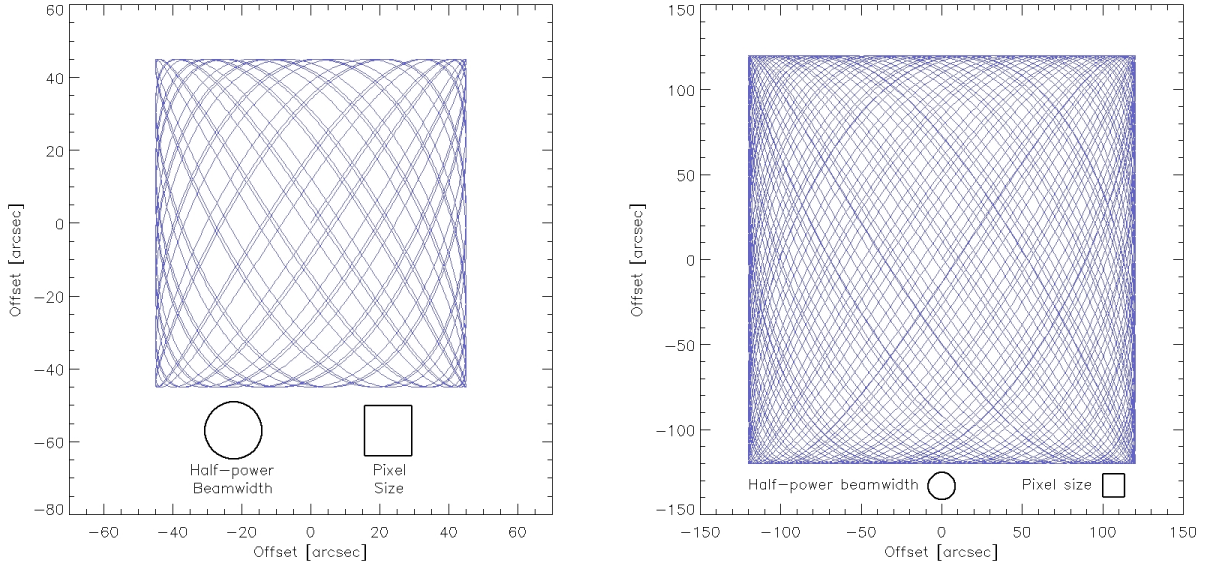 60
40
20
0
−20
−40
−60
−80
Offset [arcsec]
Half−power
Beamwidth
Pixel
Size
−60 −40 −20 0 20 40 60
Offset [arcsec]
150
100
50
0
−50
−100
−150
Offset [arcsec]
Half−power beamwidth
Pixel size
−150 −100 −50 0 50 100 150
Offset [arcsec]